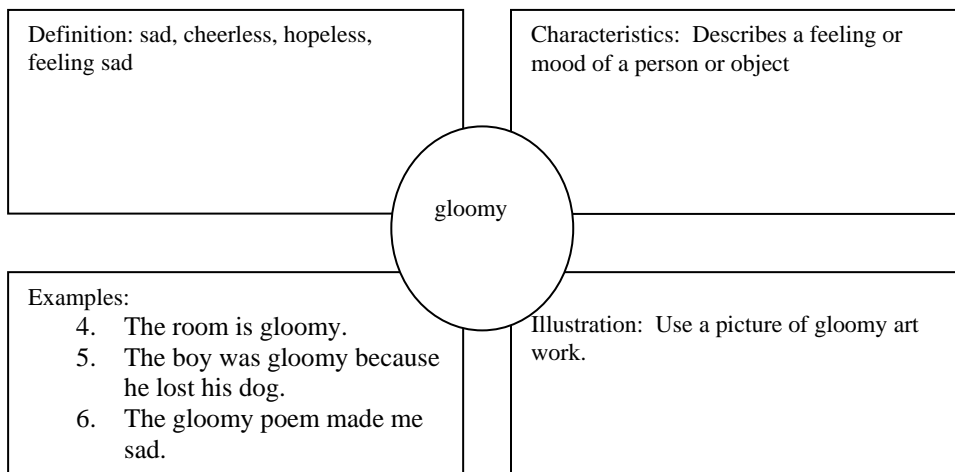 Definition: sad, cheerless, hopeless,
feeling sad
Characteristics: Describes a feeling or
mood of a person or object
gloomy
Examples:
4. The room is gloomy.
5. The boy was gloomy because
he lost his dog.
6. The gloomy poem made me
sad.
Illustration: Use a picture of gloomy art
work.